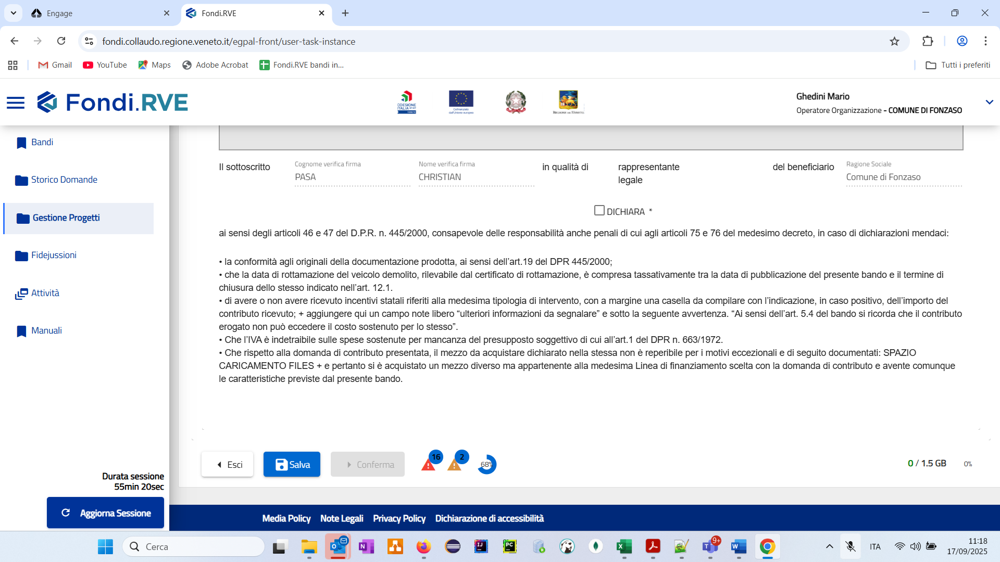 Engage
Fondi.RVE
fondi.collaudo.regione.veneto.it/egpal-front/user-task-instance
Gmail
YouTube
Maps
Adobe Acrobat
Fondi.RVE bandi in...
Tutti i preferiti
Fondi.RVE
COESIONE
ITALIA 21-27
Cofinanziato
dall'Unione europea
REGIONE DEL VENETO
Ghedini Mario
Operatore Organizzazione - COMUNE DI FONZASO
Bandi
Storico Domande
Gestione Progetti
Fidejussioni
Attività
Manuali
Durata sessione
55min 20sec
Aggiorna Sessione
Il sottoscritto
Cognome verifica firma
PASA
Nome verifica firma
CHRISTIAN
in qualità di
rappresentante
legale
del beneficiario
Ragione Sociale
Comune di Fonzaso
DICHIARA *
ai sensi degli articoli 46 e 47 del D.P.R. n. 445/2000, consapevole delle responsabilità anche penali di cui agli articoli 75 e 76 del medesimo decreto, in caso di dichiarazioni mendaci:
• la conformità agli originali della documentazione prodotta, ai sensi dell’art.19 del DPR 445/2000;
• che la data di rottamazione del veicolo demolito, rilevabile dal certificato di rottamazione, è compresa tassativamente tra la data di pubblicazione del presente bando e il termine di
chiusura dello stesso indicato nell’art. 12.1.
• di avere o non avere ricevuto incentivi statali riferiti alla medesima tipologia di intervento, con a margine una casella da compilare con l’indicazione, in caso positivo, dell’importo del
contributo ricevuto; + aggiungere qui un campo note libero “ulteriori informazioni da segnalare” e sotto la seguente avvertenza. “Ai sensi dell’art. 5.4 del bando si ricorda che il contributo
erogato non può eccedere il costo sostenuto per lo stesso”.
• Che l’IVA è indetraibile sulle spese sostenute per mancanza del presupposto soggettivo di cui all’art.1 del DPR n. 663/1972.
• Che rispetto alla domanda di contributo presentata, il mezzo da acquistare dichiarato nella stessa non è reperibile per i motivi eccezionali e di seguito documentati: SPAZIO
CARICAMENTO FILES + e pertanto si è acquistato un mezzo diverso ma appartenente alla medesima Linea di finanziamento scelta con la domanda di contributo e avente comunque
le caratteristiche previste dal presente bando.
Esci
Salva
Conferma
16
2
68%
0 / 1.5 GB
0%
Media Policy
Note Legali
Privacy Policy
Dichiarazione di accessibilità
Cerca
9+
ITA
11:18
17/09/2025